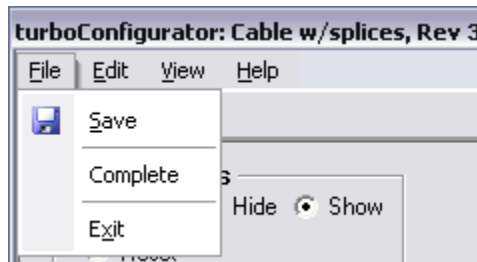 turboConfigurator: Cable w/splices, Rev 3
File Edit View Help
Save
Complete
Hide Show
Exit